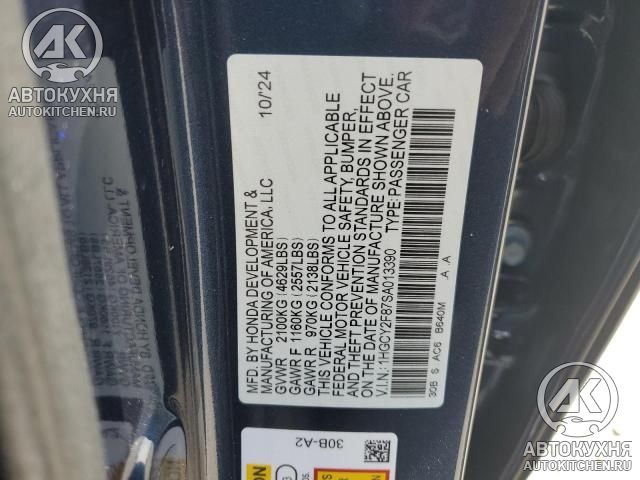 MFD. BY HONDA DEVELOPMENT & 10/'24
MANUFACTURING OF AMERICA, LLC
GVWR 2100KG (4629LBS)
GAWR F 1160KG (2557LBS)
GAWR R 970KG (2138LBS)
THIS VEHICLE CONFORMS TO ALL APPLICABLE
FEDERAL MOTOR VEHICLE SAFETY, BUMPER,
AND THEFT PREVENTION STANDARDS IN EFFECT
ON THE DATE OF MANUFACTURE SHOWN ABOVE.
V.I.N.: 1HGCY2F87SA013390 TYPE: PASSENGER CAR
30B S AC6 B640M A A
30B-A2
AK
АВТОКУХНЯ
AUTOKITCHEN.RU
AK
АВТОКУХНЯ
AUTOKITCHEN.RU